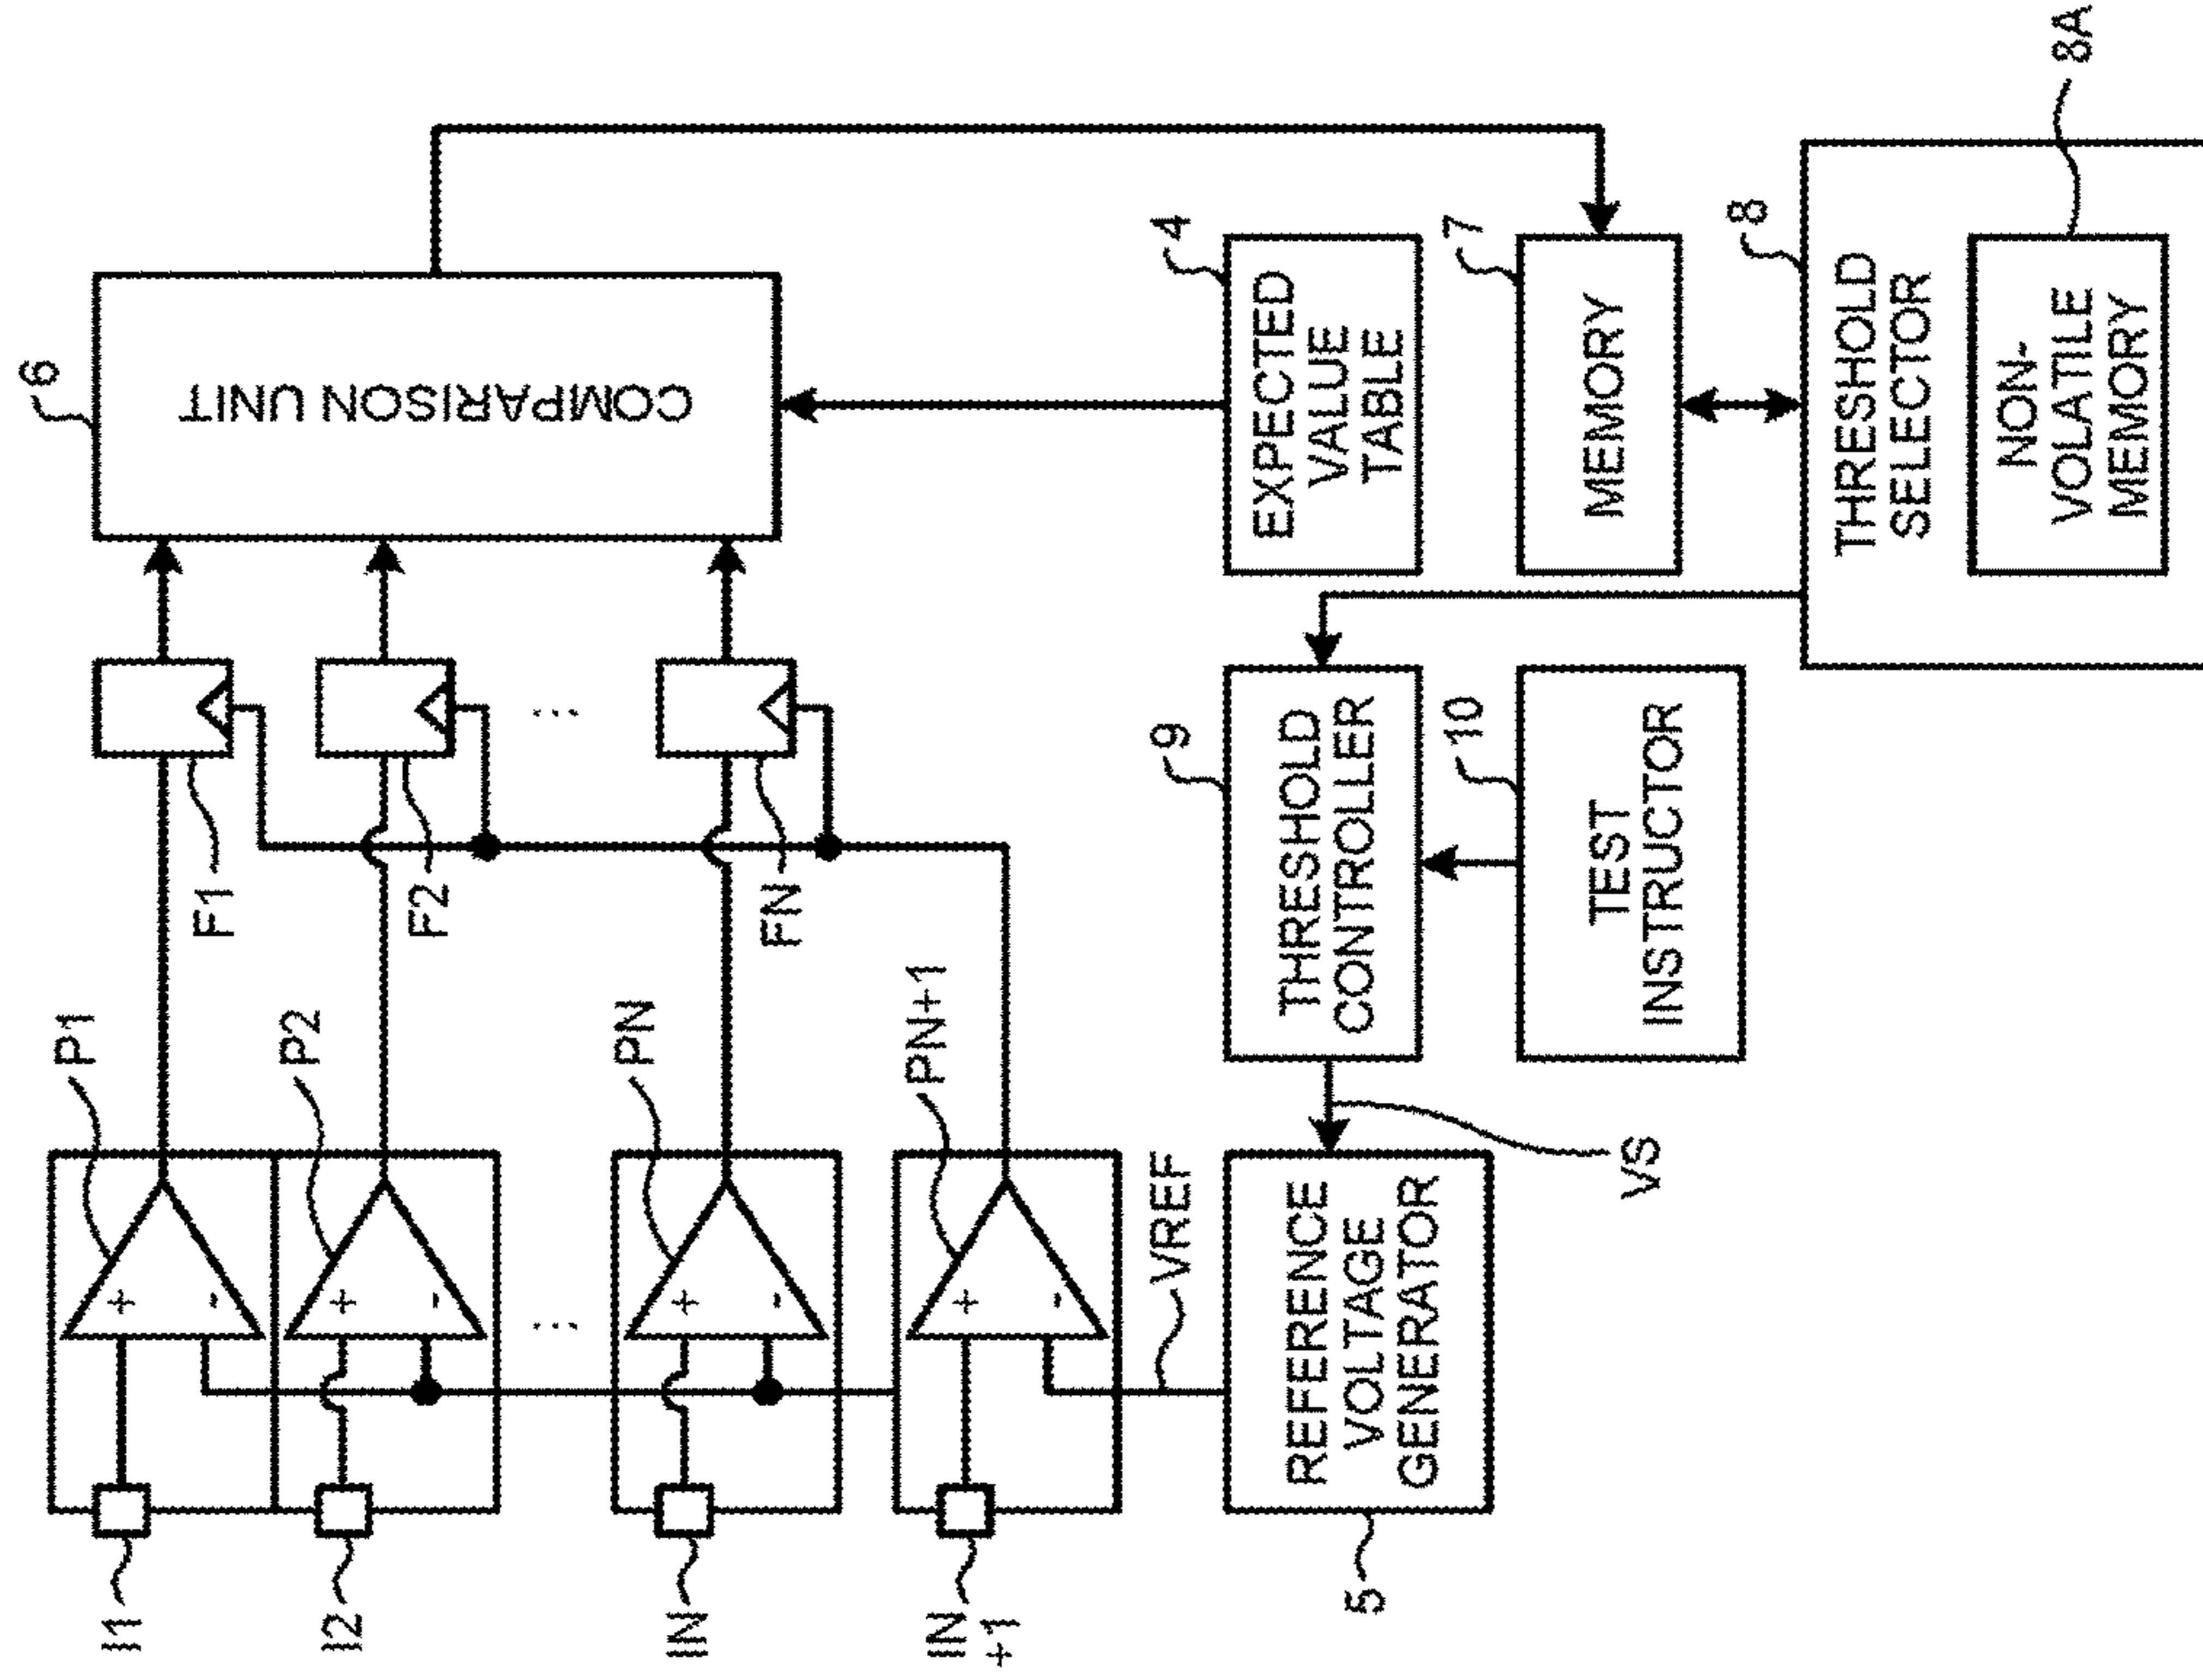 I1
P1
F1
6
COMPARISON UNIT
+
-
I2
P2
F2
+
-
...
...
IN
PN
FN
+
-
IN
+1
PN+1
+
-
VREF
5
REFERENCE
VOLTAGE
GENERATOR
VS
9
THRESHOLD
CONTROLLER
4
EXPECTED
VALUE
TABLE
10
TEST
INSTRUCTOR
7
MEMORY
8
THRESHOLD
SELECTOR
8A
NON-
VOLATILE
MEMORY